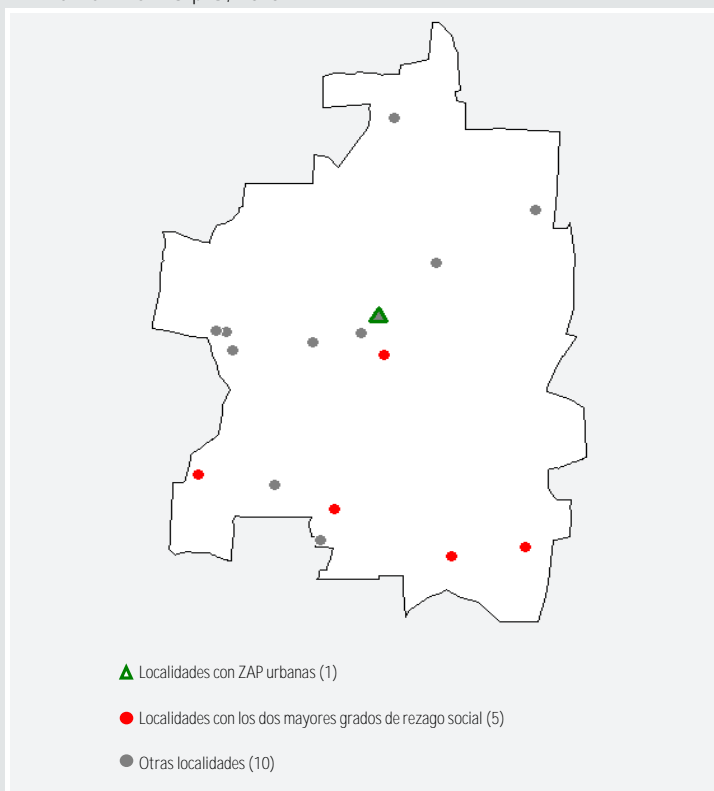 Localidades con ZAP urbanas (1)
Localidades con los dos mayores grados de rezago social (5)
Otras localidades (10)